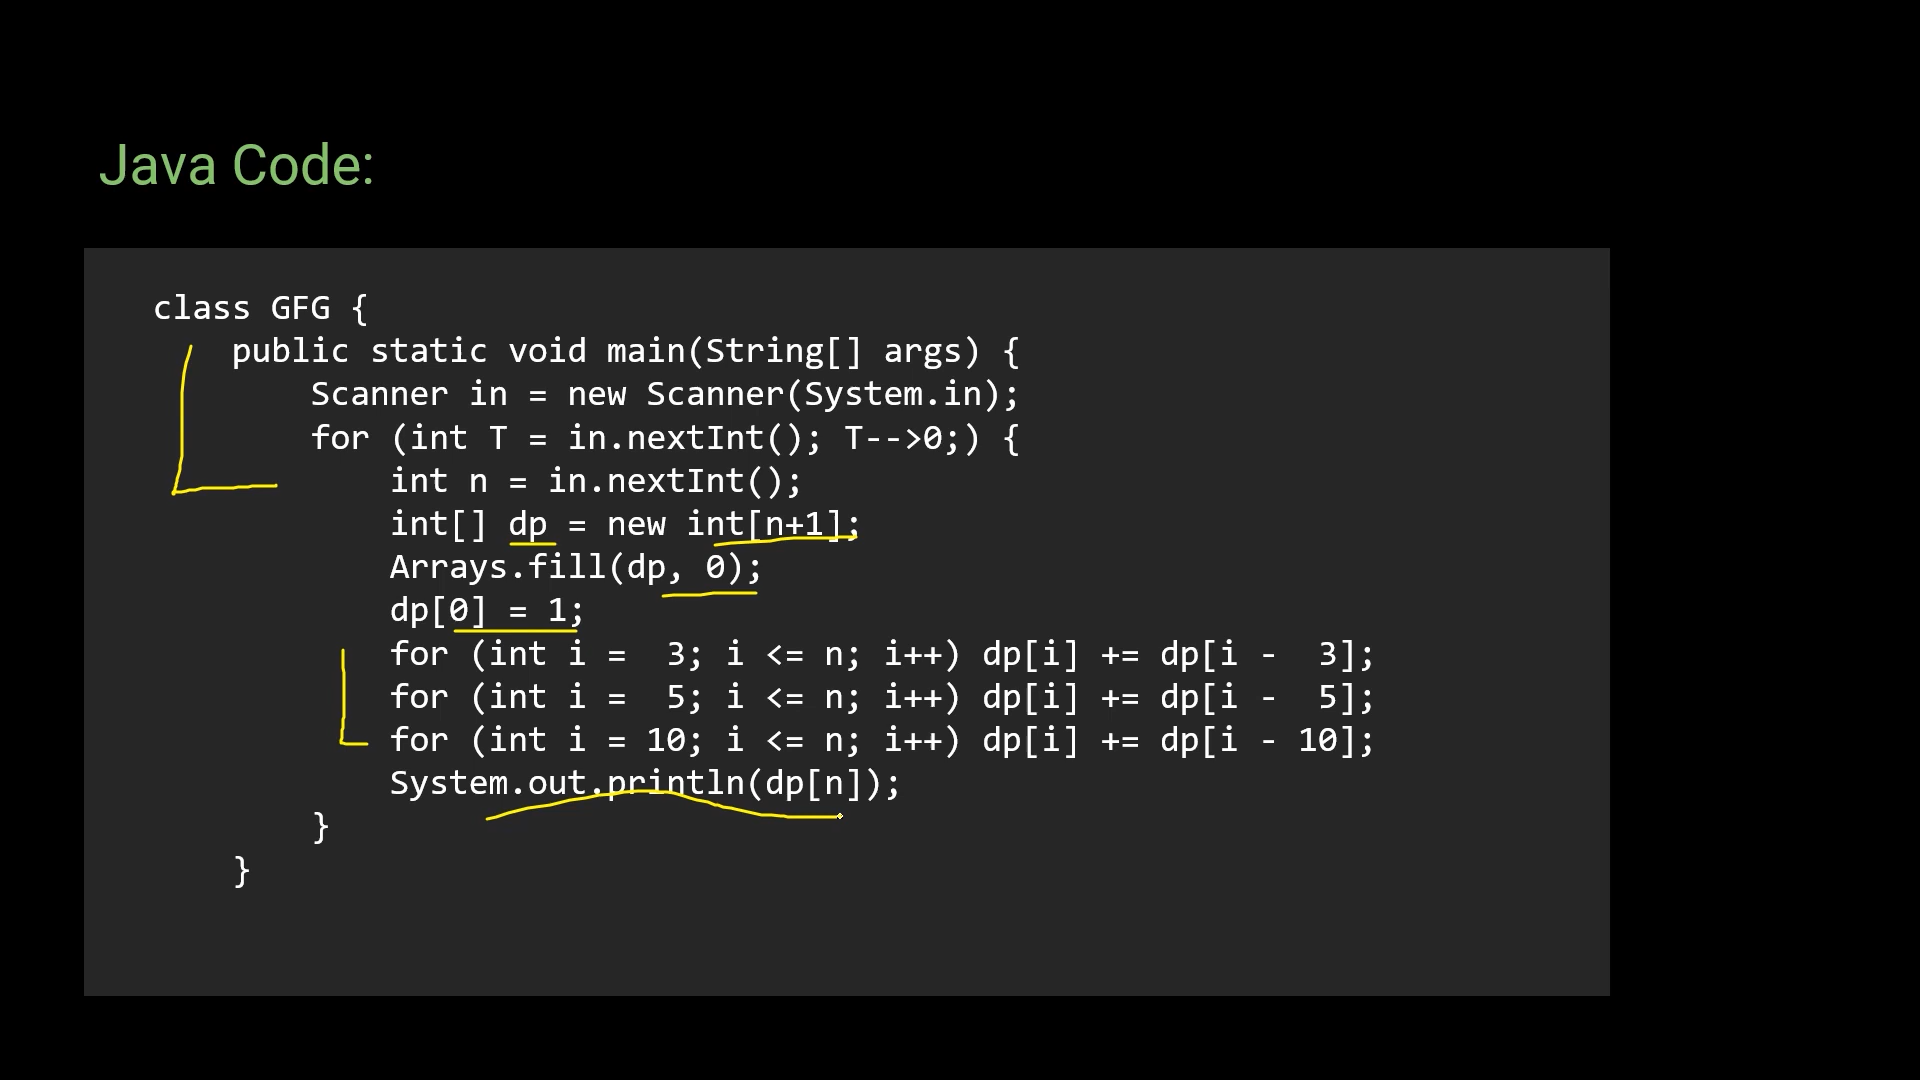 Java Code:
class GFG {
    public static void main(String[] args) {
        Scanner in = new Scanner(System.in);
        for (int T = in.nextInt(); T-->0;) {
            int n = in.nextInt();
            int[] dp = new int[n+1];
            Arrays.fill(dp, 0);
            dp[0] = 1;
            for (int i =  3; i <= n; i++) dp[i] += dp[i -  3];
            for (int i =  5; i <= n; i++) dp[i] += dp[i -  5];
            for (int i = 10; i <= n; i++) dp[i] += dp[i - 10];
            System.out.println(dp[n]);
        }
    }